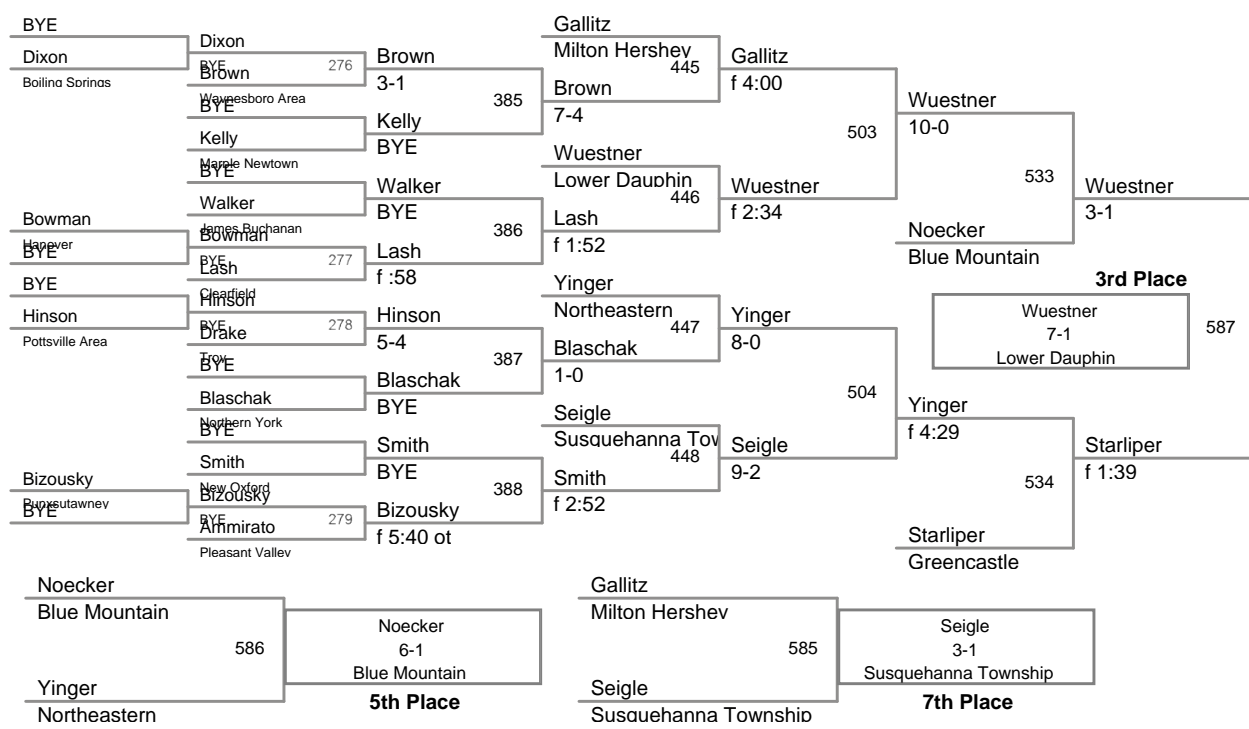 BYE
Dixon
Boiling Springs
Bowman
Hanover
BYE
BYE
Hinson
Pottsville Area
Bizousky
Punxsutawney
BYE
Dixon
BYE 276
Brown
Waynesboro Area
BYE
Kelly
Marple Newtown
BYE
Walker
James Buchanan
Bowman
BYE 277
Lash
Clearfield
Hinson
BYE 278
Drake
Troy
BYE
Blaschak
Northern York
BYE
Smith
New Oxford
Bizousky
BYE 279
Ammirato
Pleasant Valley
Brown
3-1
385
Kelly
BYE
Walker
BYE
386
Lash
f :58
Hinson
5-4
387
Blaschak
BYE
Smith
BYE
388
Bizousky
f 5:40 ot
Gallitz
Milton Hershey
445
Brown
7-4
Wuestner
Lower Dauphin
446
Lash
f 1:52
Yinger
Northeastern
447
Blaschak
1-0
Seigle
Susquehanna Tow
448
Smith
f 2:52
Gallitz
f 4:00
503
Wuestner
f 2:34
Yinger
8-0
504
Seigle
9-2
Wuestner
10-0
533
Noecker
Blue Mountain
Yinger
f 4:29
534
Starliper
Greencastle
Wuestner
3-1
3rd Place
Wuestner
7-1
Lower Dauphin
587
Starliper
f 1:39
Noecker
Blue Mountain
586
Yinger
Northeastern
Noecker
6-1
Blue Mountain
5th Place
Gallitz
Milton Hershey
585
Seigle
Susquehanna Township
Seigle
3-1
Susquehanna Township
7th Place